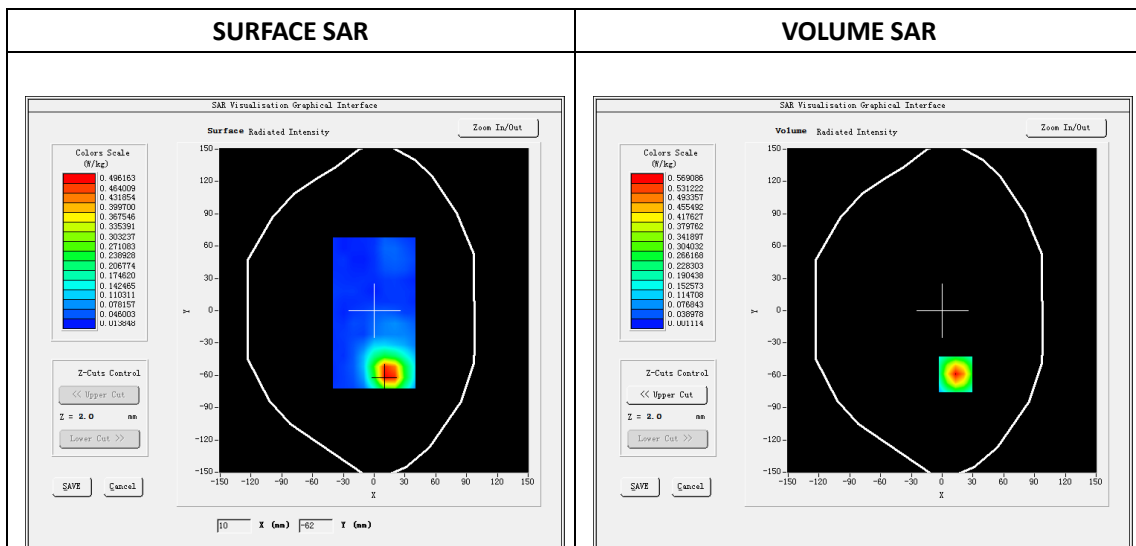 SURFACE SAR
VOLUME SAR
SAR Visualisation Graphical Interface
Surface Radiated Intensity
Zoom In/Out
Colors Scale
(W/kg)
0.496163
0.464009
0.431854
0.399700
0.367546
0.335391
0.303237
0.271083
0.238928
0.206774
0.174620
0.142465
0.110311
0.078157
0.046003
0.013848
Z-Cuts Control
<< Upper Cut
Z = 2.0 mm
Lower Cut >>
SAVE
Cancel
150
120
90
60
30
0
-30
-60
-90
-120
-150
Y
-150 -120 -90 -60 -30 0 30 60 90 120 150
X
10 X (mm) -62 Y (mm)
SAR Visualisation Graphical Interface
Volume Radiated Intensity
Zoom In/Out
Colors Scale
(W/kg)
0.569086
0.531222
0.493357
0.455492
0.417627
0.379762
0.341897
0.304032
0.266168
0.228303
0.190438
0.152573
0.114708
0.076843
0.038978
0.001114
Z-Cuts Control
<< Upper Cut
Z = 2.0 mm
Lower Cut >>
SAVE
Cancel
150
120
90
60
30
0
-30
-60
-90
-120
-150
Y
-150 -120 -90 -60 -30 0 30 60 90 120 150
X